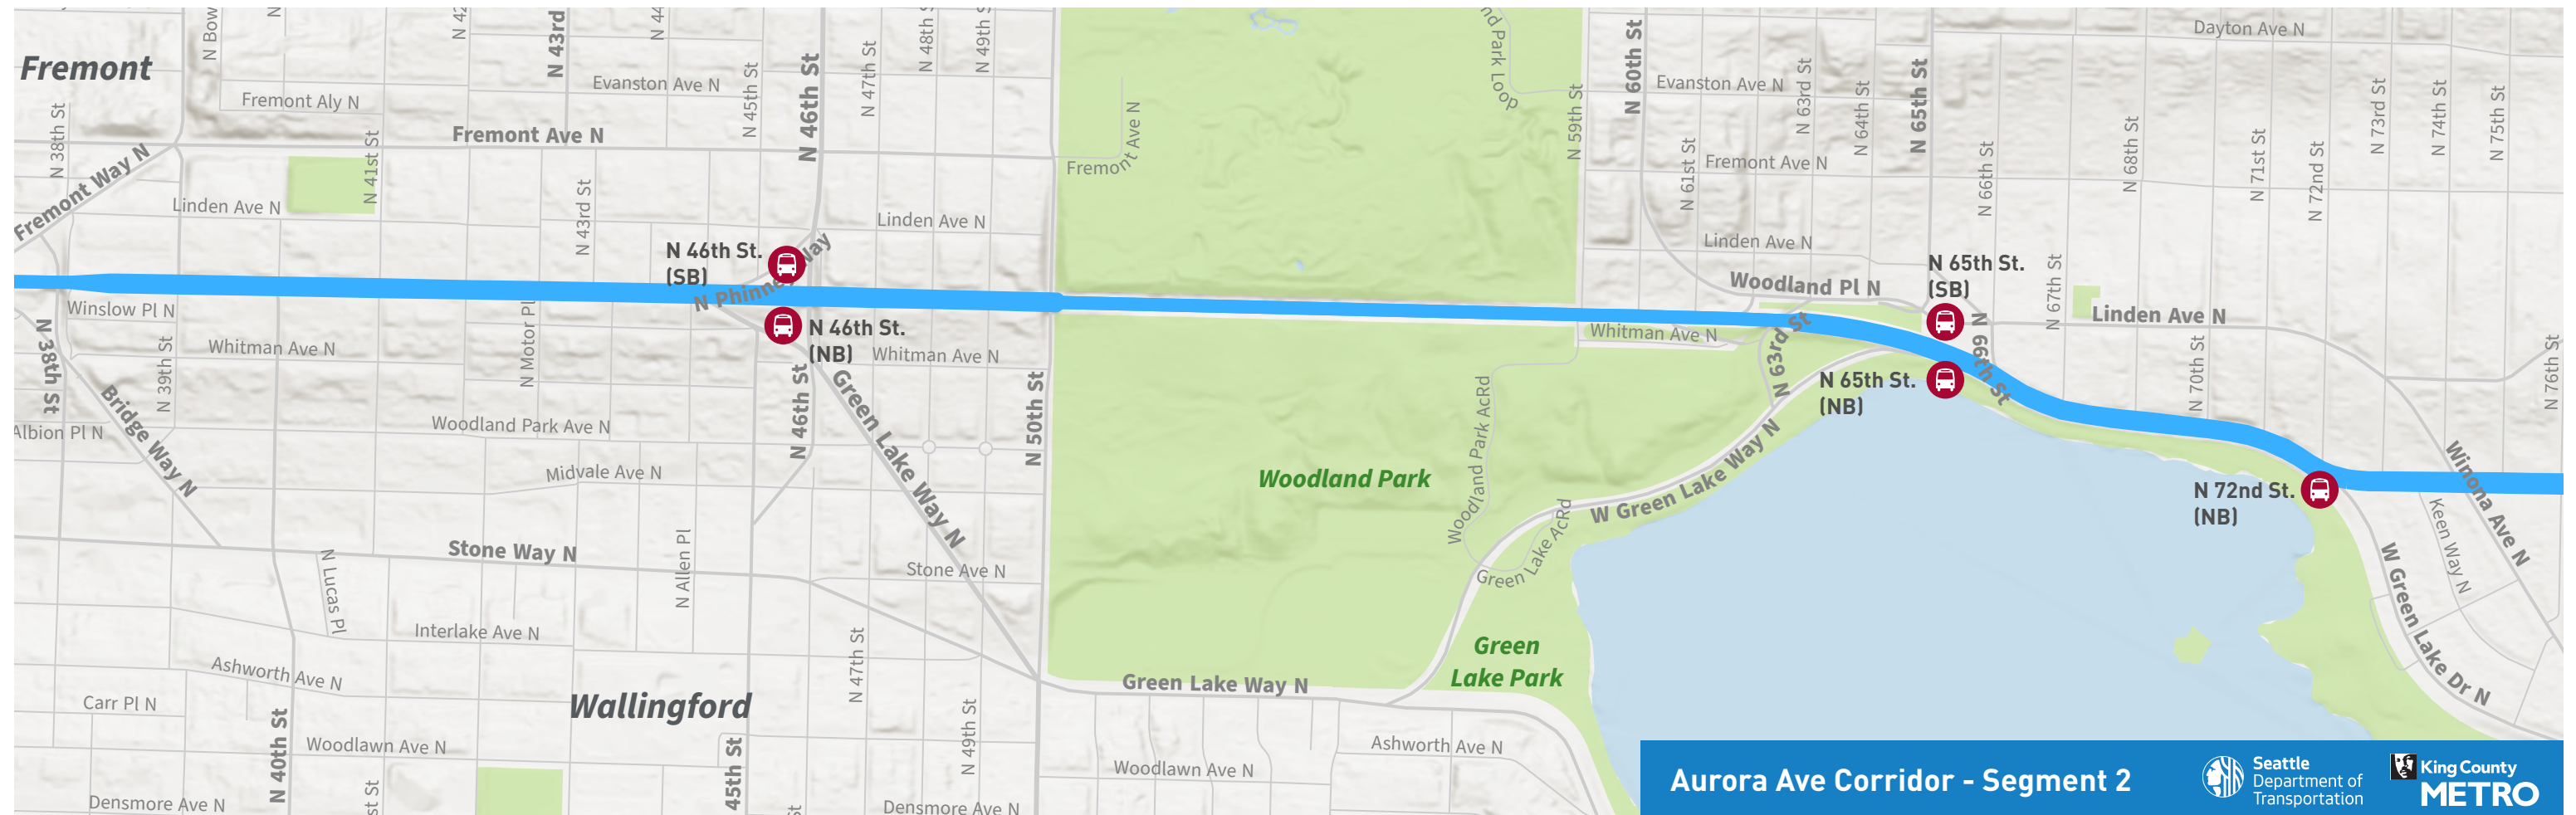 Fremont
N Bow
N 42
N 43rd
N 44
N 48th S
N 49th S
N 46th St
N 47th St
N 45th St
Evanston Ave N
Fremont Aly N
Fremont Ave N
N 38th St
N 41st St
Fremont Way N
Linden Ave N
N 43rd St
Linden Ave N
Fremont Ave N
nd Park Loop
N 59th St
N 60th St
Evanston Ave N
N 63rd St
N 64th St
N 65th St
N 61st St
Fremont Ave N
N 66th St
N 68th St
N 71st St
N 72nd St
N 73rd St
N 74th St
N 75th St
Dayton Ave N
Linden Ave N
Woodland Pl N
N 46th St.
(SB)
N Phinney Way
N 46th St.
(NB)
N 65th St.
(SB)
N 65th St.
(NB)
N 66th St
N 67th St
Linden Ave N
N 70th St
N 76th St
Whitman Ave N
N 63rd St
Winslow Pl N
N 38th St
Whitman Ave N
N 39th St
N Motor Pl
Whitman Ave N
Bridge Way N
Albion Pl N
Woodland Park Ave N
Midvale Ave N
N 46th St
Green Lake Way N
N 50th St
Woodland Park
Woodland Park AcRd
Green Lake AcRd
W Green Lake Way N
N 72nd St.
(NB)
Winona Ave N
Keen Way N
W Green Lake Dr N
Stone Way N
N Lucas Pl
N Allen Pl
Stone Ave N
Interlake Ave N
Ashworth Ave N
Carr Pl N
N 40th St
Woodlawn Ave N
Densmore Ave N
st St
Wallingford
45th St
N 47th St
N 49th St
Densmore Ave N
St
Green Lake Way N
Green
Lake Park
Ashworth Ave N
Woodlawn Ave N
Aurora Ave Corridor - Segment 2
Seattle
Department of
Transportation
King County
METRO